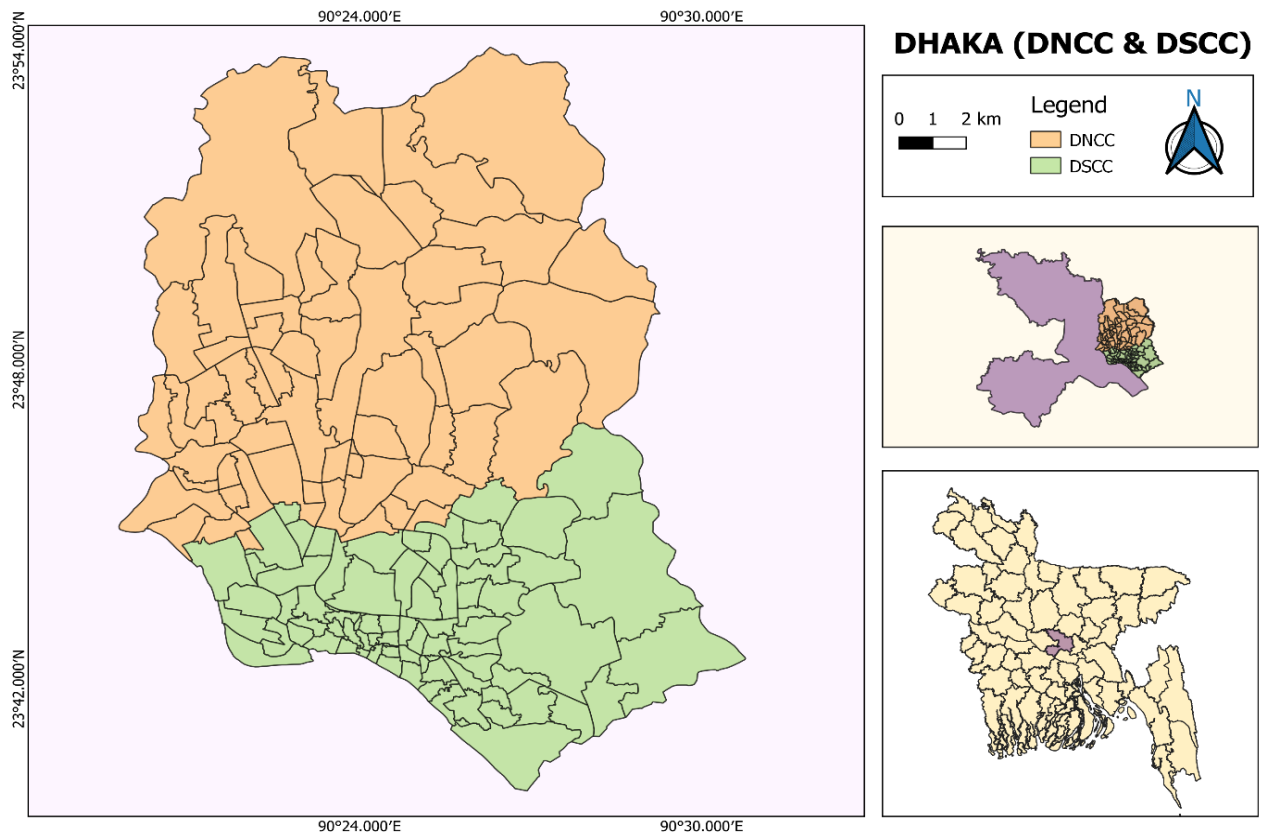 90°24.000′E
90°30.000′E
23°54.000′N
23°48.000′N
23°42.000′N
90°24.000′E
90°30.000′E
DHAKA (DNCC & DSCC)
0 1 2 km
Legend
DNCC
DSCC
N